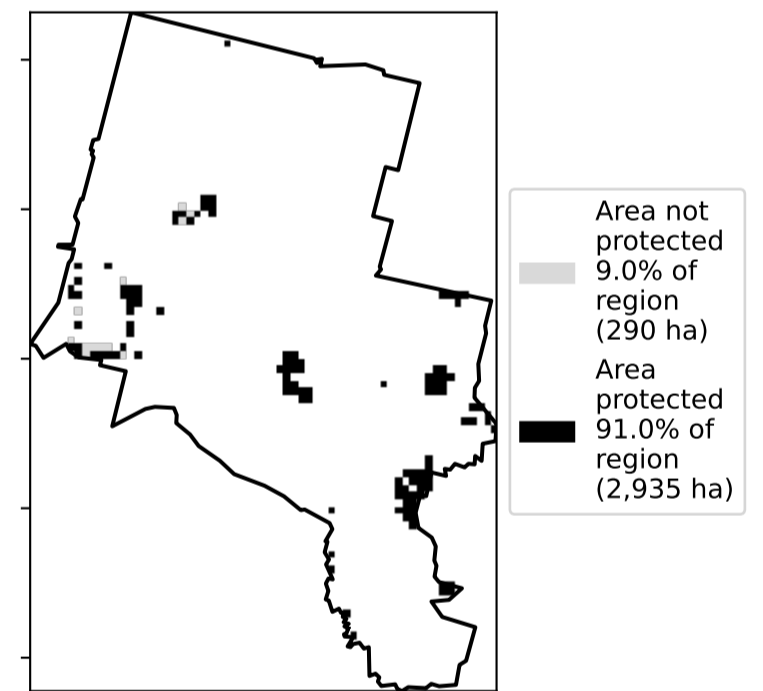 Area not
protected
9.0% of
region
(290 ha)
Area
protected
91.0% of
region
(2,935 ha)